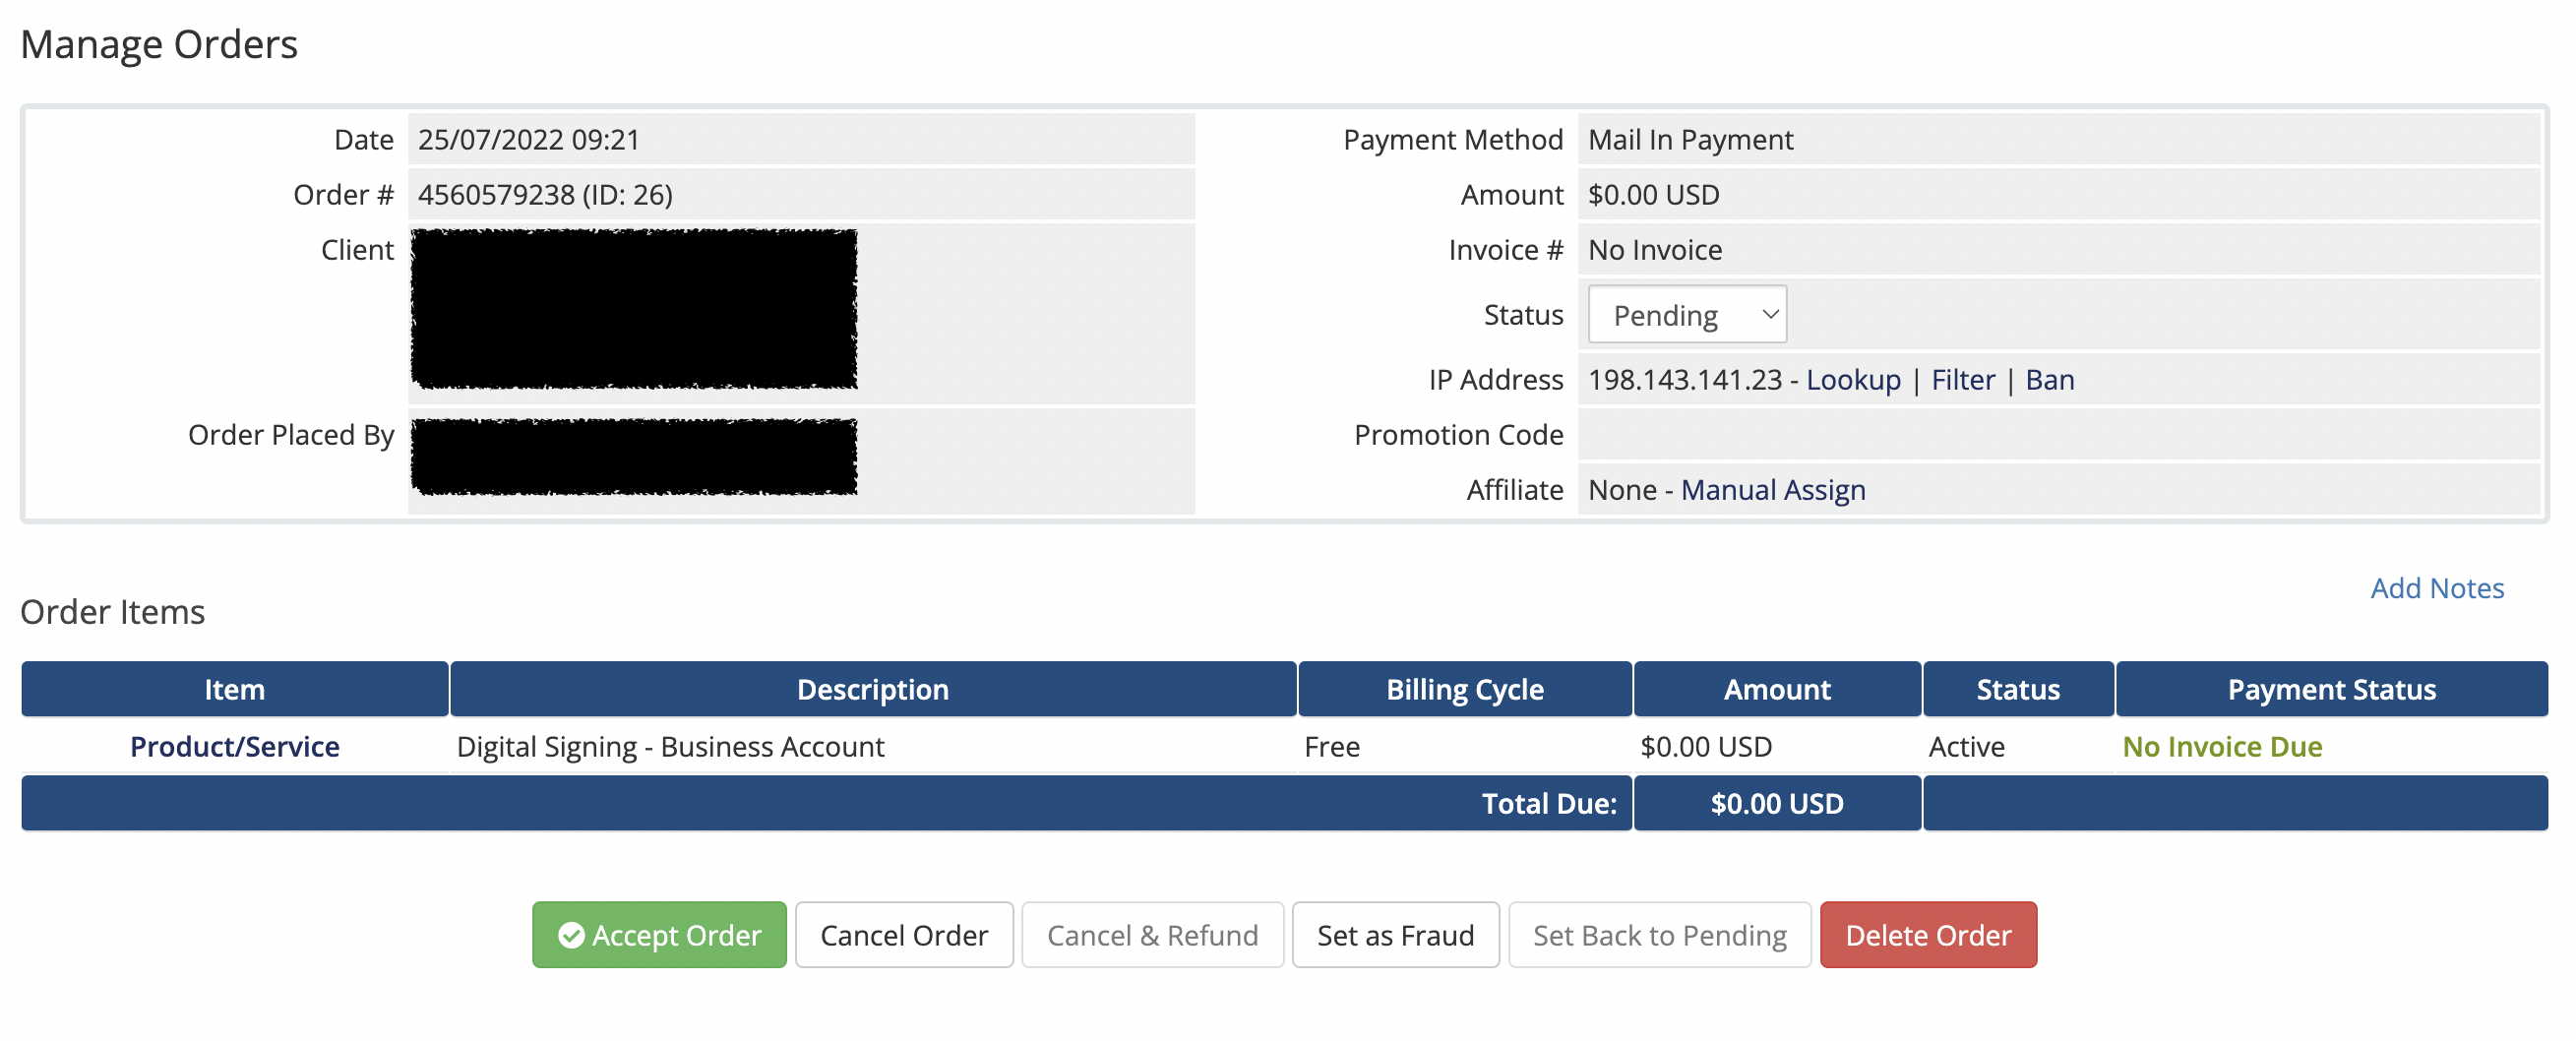 Manage Orders
Date 25/07/2022 09:21
Order # 4560579238 (ID: 26)
Client
Order Placed By
Payment Method Mail In Payment
Amount $0.00 USD
Invoice # No Invoice
Status Pending
IP Address 198.143.141.23 - Lookup | Filter | Ban
Promotion Code
Affiliate None - Manual Assign
Add Notes
Order Items
Item Description Billing Cycle Amount Status Payment Status
Product/Service Digital Signing - Business Account Free $0.00 USD Active No Invoice Due
Total Due: $0.00 USD
Accept Order Cancel Order Cancel & Refund Set as Fraud Set Back to Pending Delete Order